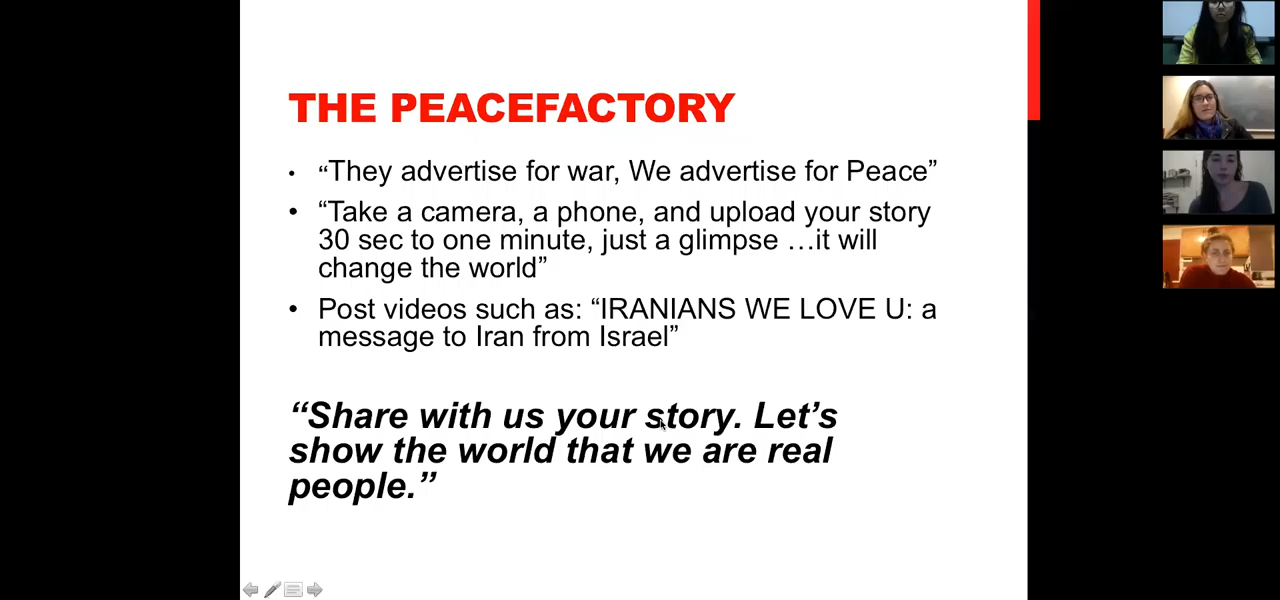 THE PEACEFACTORY
• “They advertise for war, We advertise for Peace”
• “Take a camera, a phone, and upload your story
30 sec to one minute, just a glimpse …it will
change the world”
• Post videos such as: “IRANIANS WE LOVE U: a
message to Iran from Israel”
“Share with us your story. Let’s
show the world that we are real
people.”